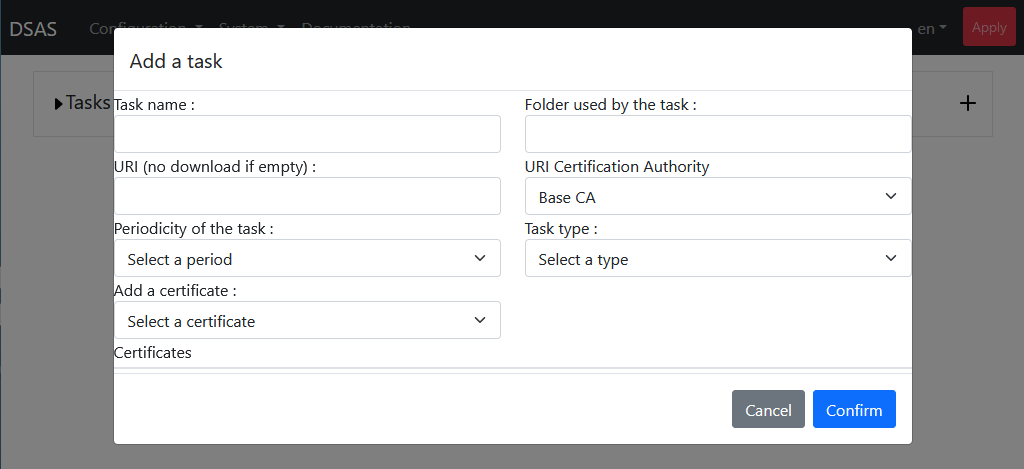 DSAS Configuration System Documentation en Apply
Add a task
Tasks
Task name : Folder used by the task :
URI (no download if empty) : URI Certification Authority
Base CA
Periodicity of the task : Task type :
Select a period Select a type
Add a certificate :
Select a certificate
Certificates
Cancel Confirm